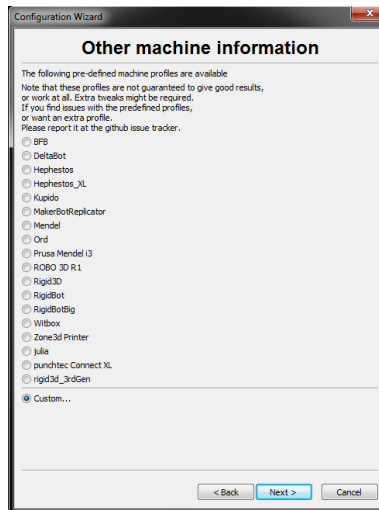 Configuration Wizard
Other machine information
The following pre-defined machine profiles are available
Note that these profiles are not guaranteed to give good results,
or work at all. Extra tweaks might be required.
If you find issues with the predefined profiles,
or want an extra profile.
Please report it at the github issue tracker.
BFB
DeltaBot
Hephestos
Hephestos_XL
Kupido
MakerBotReplicator
Mendel
Ord
Prusa Mendel i3
ROBO 3D R1
Rigid3D
RigidBot
RigidBotBig
Witbox
Zone3d Printer
julia
punchtec Connect XL
rigid3d_3rdGen
Custom...
< Back Next > Cancel